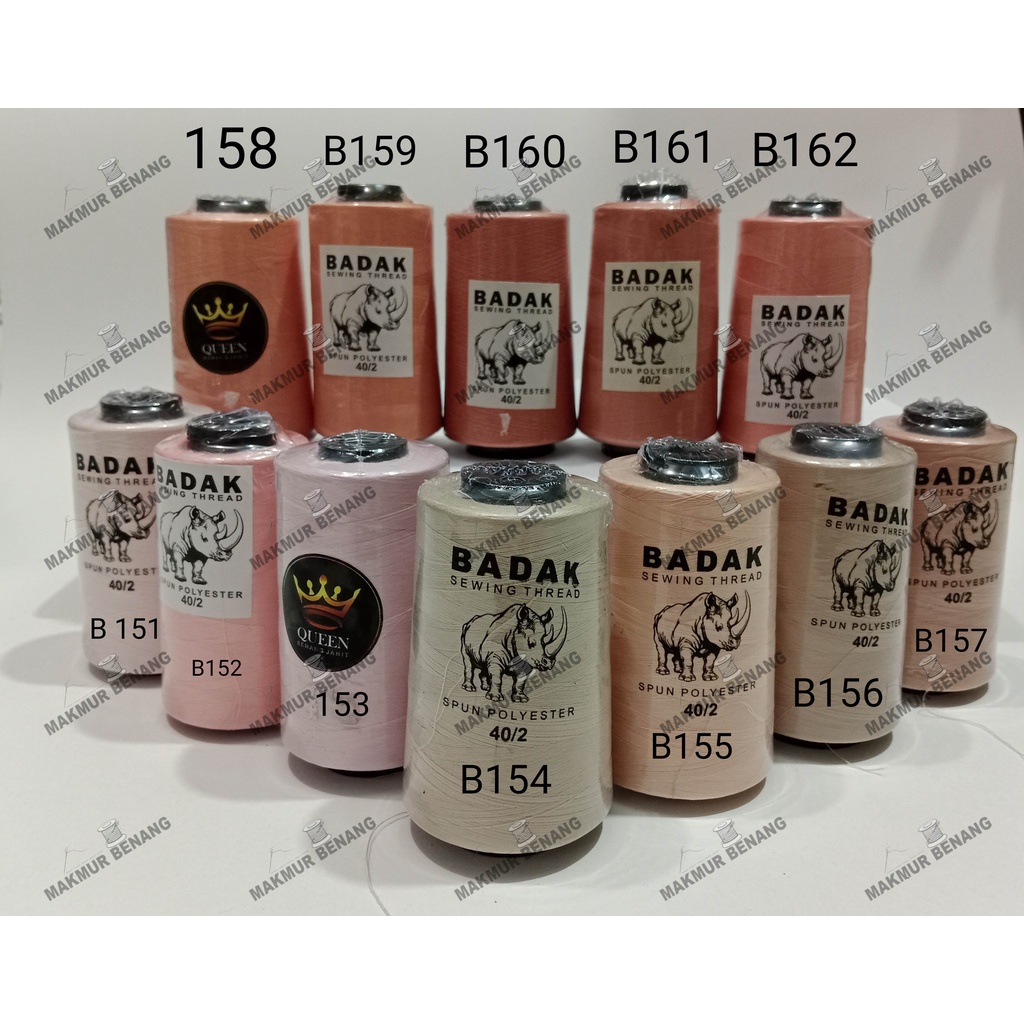 158
B159
B160
B161
B162
QUEEN
BENANG JAHIT
BADAK
SEWING THREAD
SPUN POLYESTER
40/2
BADAK
SEWING THREAD
SPUN POLYESTER
40/2
BADAK
SEWING THREAD
SPUN POLYESTER
40/2
BADAK
SEWING THREAD
SPUN POLYESTER
40/2
BADAK
SEWING THREAD
SPUN POLYESTER
40/2
B 151
BADAK
SEWING THREAD
SPUN POLYESTER
40/2
B152
QUEEN
BENANG JAHIT
153
BADAK
SEWING THREAD
SPUN POLYESTER
40/2
B154
BADAK
SEWING THREAD
SPUN POLYESTER
40/2
B155
BADAK
SEWING THREAD
SPUN POLYESTER
40/2
B156
BADAK
SEWING THREAD
SPUN POLYESTER
40/2
B157
MAKMUR BENANG